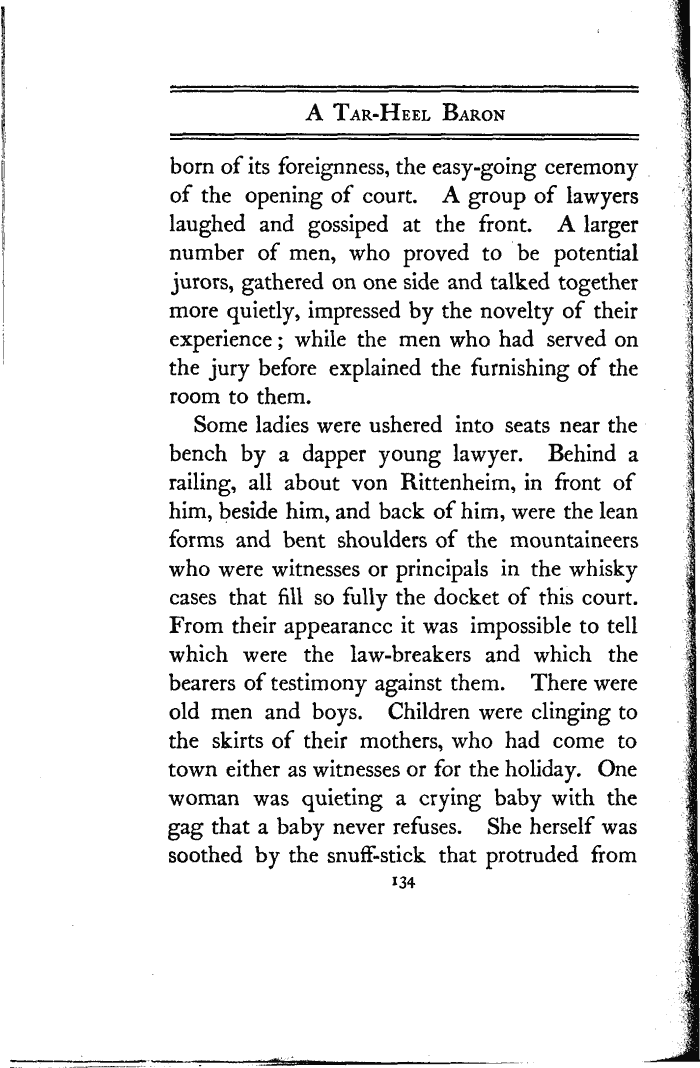 A Tar-Heel Baron
born of its foreignness, the easy-going ceremony
of the opening of court. A group of lawyers
laughed and gossiped at the front. A larger
number of men, who proved to be potential
jurors, gathered on one side and talked together
more quietly, impressed by the novelty of their
experience; while the men who had served on
the jury before explained the furnishing of the
room to them.
Some ladies were ushered into seats near the
bench by a dapper young lawyer. Behind a
railing, all about von Rittenheim, in front of
him, beside him, and back of him, were the lean
forms and bent shoulders of the mountaineers
who were witnesses or principals in the whisky
cases that fill so fully the docket of this court.
From their appearance it was impossible to tell
which were the law-breakers and which the
bearers of testimony against them. There were
old men and boys. Children were clinging to
the skirts of their mothers, who had come to
town either as witnesses or for the holiday. One
woman was quieting a crying baby with the
gag that a baby never refuses. She herself was
soothed by the snuff-stick that protruded from
134